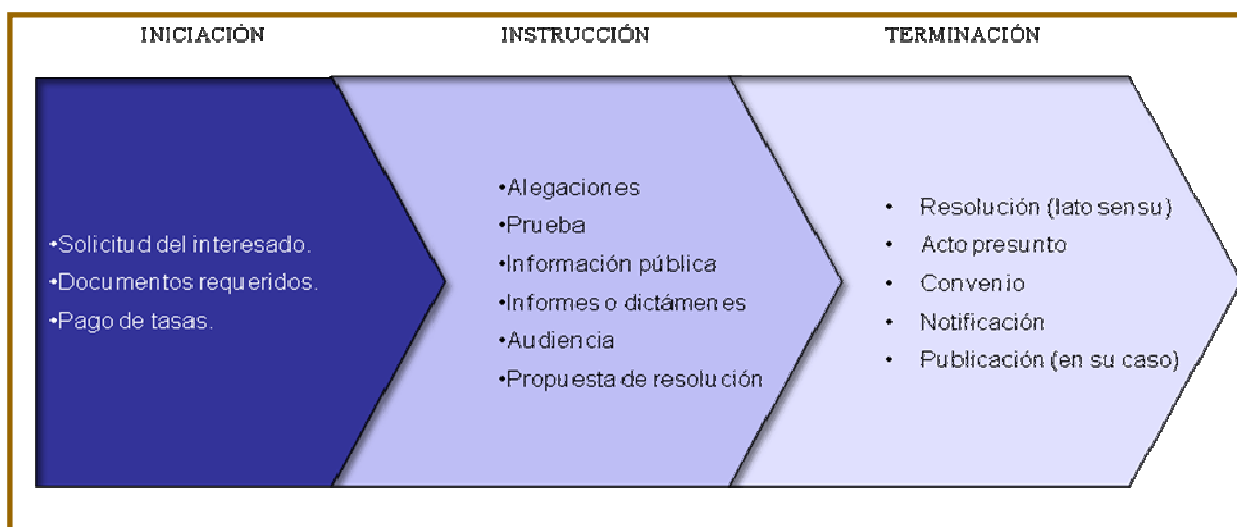 INICIACIÓN
INSTRUCCIÓN
TERMINACIÓN
•Solicitud del interesado.
•Documentos requeridos.
•Pago de tasas.
•Alegaciones
•Prueba
•Información pública
•Informes o dictámenes
•Audiencia
•Propuesta de resolución
• Resolución (lato sensu)
• Acto presunto
• Convenio
• Notificación
• Publicación (en su caso)